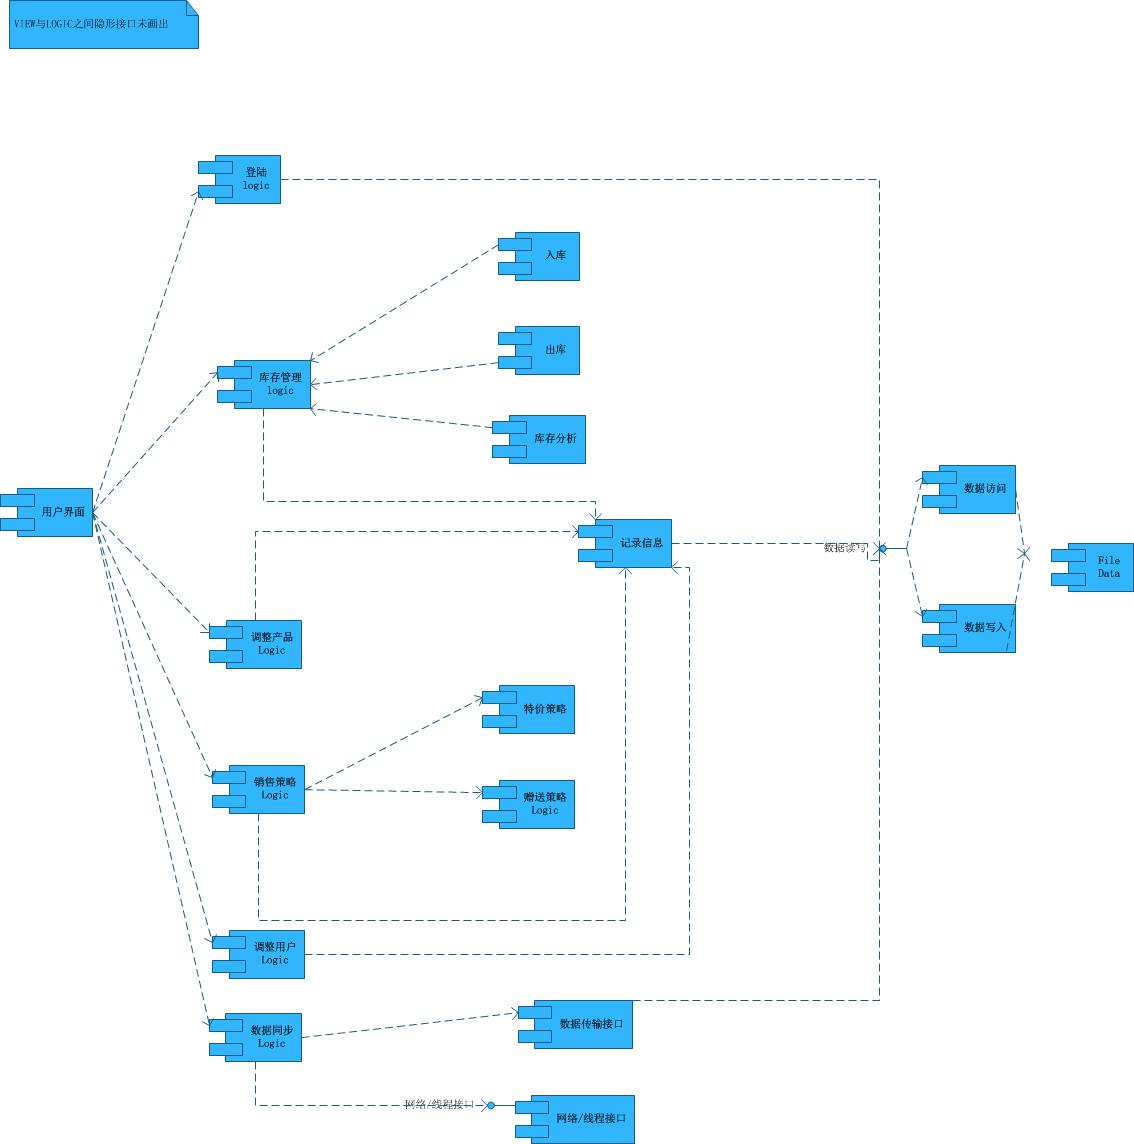 VIEW与LOGIC之间隐形接口未画出
登陆
logic
入库
出库
库存管理
logic
库存分析
用户界面
记录信息
数据读写
数据访问
File
Data
调整产品
Logic
数据写入
特价策略
销售策略
Logic
赠送策略
Logic
调整用户
Logic
数据同步
Logic
数据传输接口
网络/线程接口
网络/线程接口